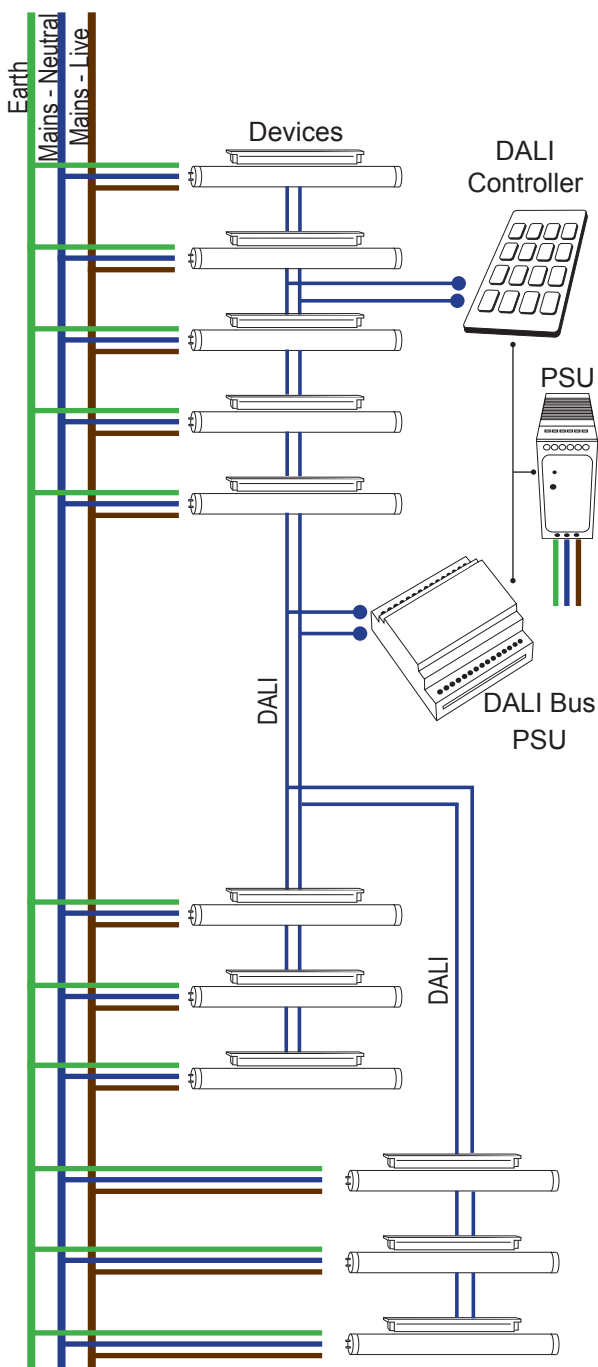 Earth
Mains - Neutral
Mains - Live
Devices
DALI
Controller
PSU
DALI Bus
PSU
DALI
DALI